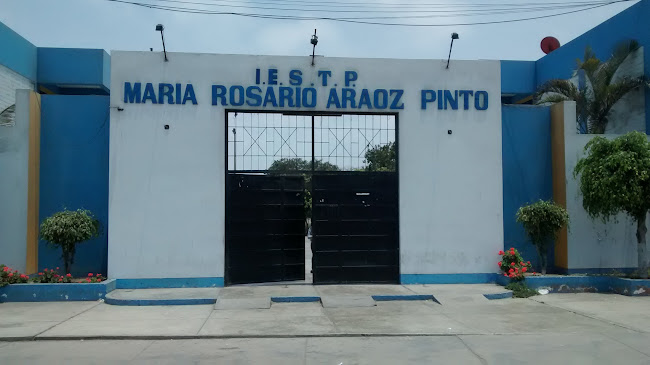 I.E.S.T.P.
MARIA ROSARIO ARAOZ PINTO